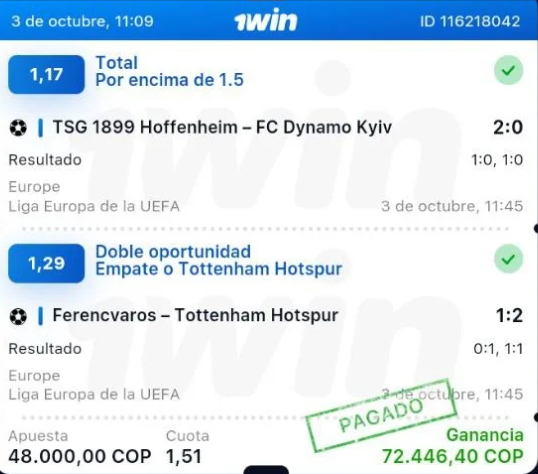 3 de octubre, 11:09 1win ID 116218042
1,17 Total
Por encima de 1.5
TSG 1899 Hoffenheim – FC Dynamo Kyiv 2:0
Resultado 1:0, 1:0
Europe
Liga Europa de la UEFA 3 de octubre, 11:45
1,29 Doble oportunidad
Empate o Tottenham Hotspur
Ferencvaros – Tottenham Hotspur 1:2
Resultado 0:1, 1:1
Europe
Liga Europa de la UEFA 3 de octubre, 11:45
PAGADO
Apuesta Cuota Ganancia
48.000,00 COP 1,51 72.446,40 COP